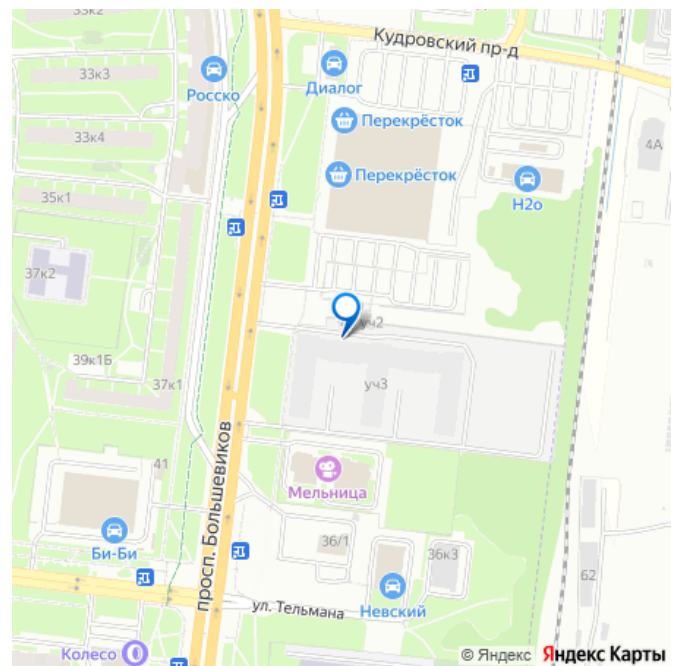 33к2
Кудровский пр-д
33к3
Росско
Диалог
Перекрёсток
33к4
4А
Перекрёсток
35к1
Н2о
37к2
уч2
39к1Б
37к1
уч3
просп. Большевиков
41
Мельница
Би-Би
36/1
36к3
62
ул. Тельмана
Невский
Колесо
© Яндекс Яндекс Карты